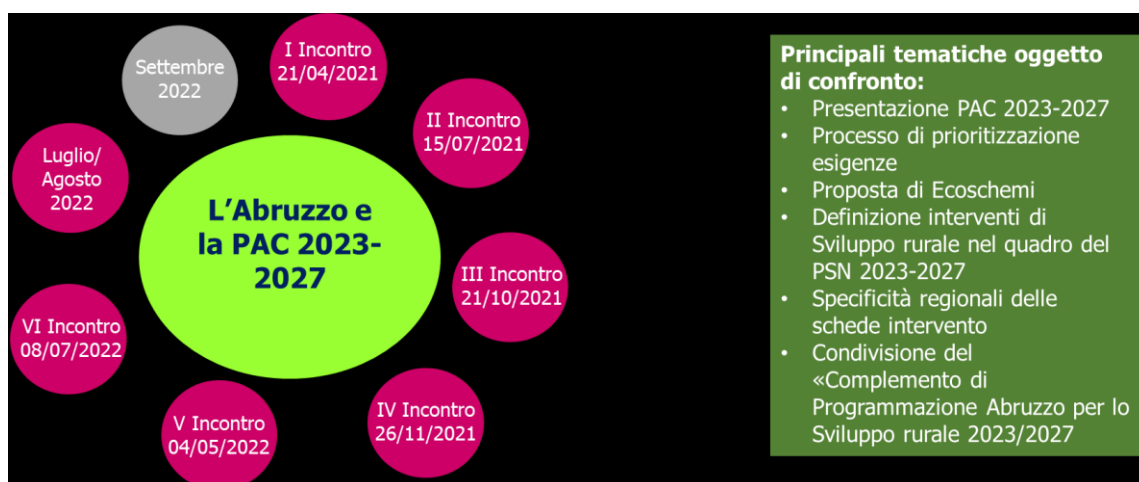 L'Abruzzo e
la PAC 2023-
2027
I Incontro
21/04/2021
II Incontro
15/07/2021
III Incontro
21/10/2021
IV Incontro
26/11/2021
V Incontro
04/05/2022
VI Incontro
08/07/2022
Luglio/
Agosto
2022
Settembre
2022
Principali tematiche oggetto
di confronto:
• Presentazione PAC 2023-2027
• Processo di prioritizzazione
esigenze
• Proposta di Ecoschemi
• Definizione interventi di
Sviluppo rurale nel quadro del
PSN 2023-2027
• Specificità regionali delle
schede intervento
• Condivisione del
«Complemento di
Programmazione Abruzzo per lo
Sviluppo rurale 2023/2027